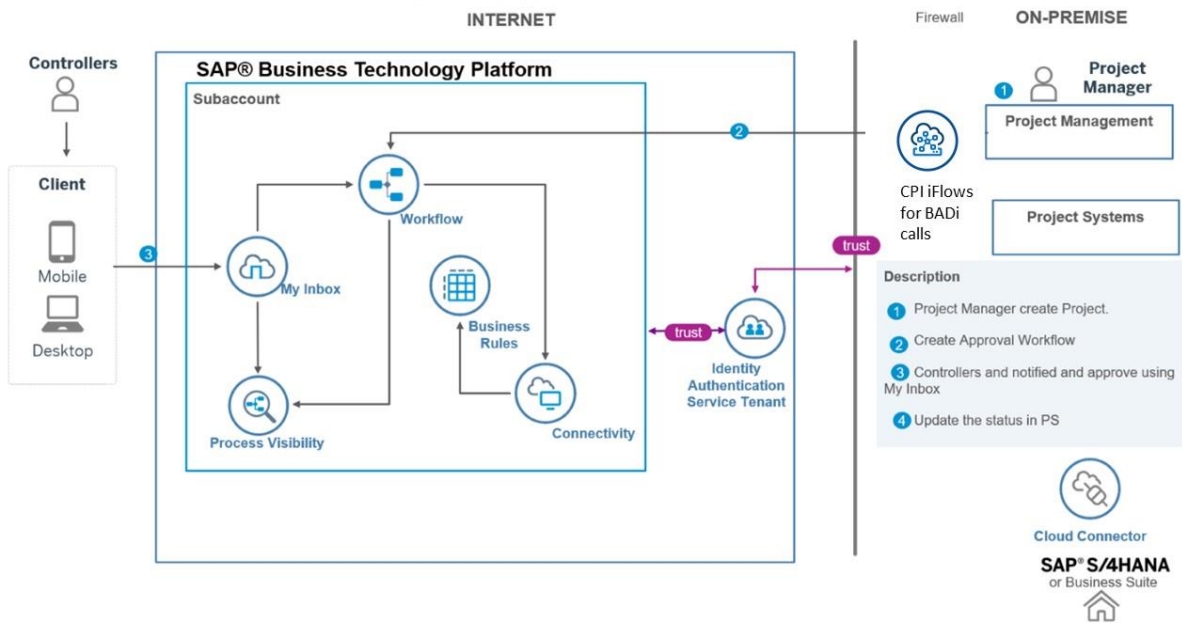 INTERNET
Firewall
ON-PREMISE
Controllers
SAP® Business Technology Platform
Subaccount
Project
Manager
1
Project Management
2
CPI iFlows
for BADi
calls
Client
Workflow
Project Systems
trust
3
Mobile
My Inbox
Desktop
Business
Rules
trust
Identity
Authentication
Service Tenant
Connectivity
Process Visibility
Description
1 Project Manager create Project.
2 Create Approval Workflow
3 Controllers and notified and approve using
My Inbox
4 Update the status in PS
Cloud Connector
SAP® S/4HANA
or Business Suite